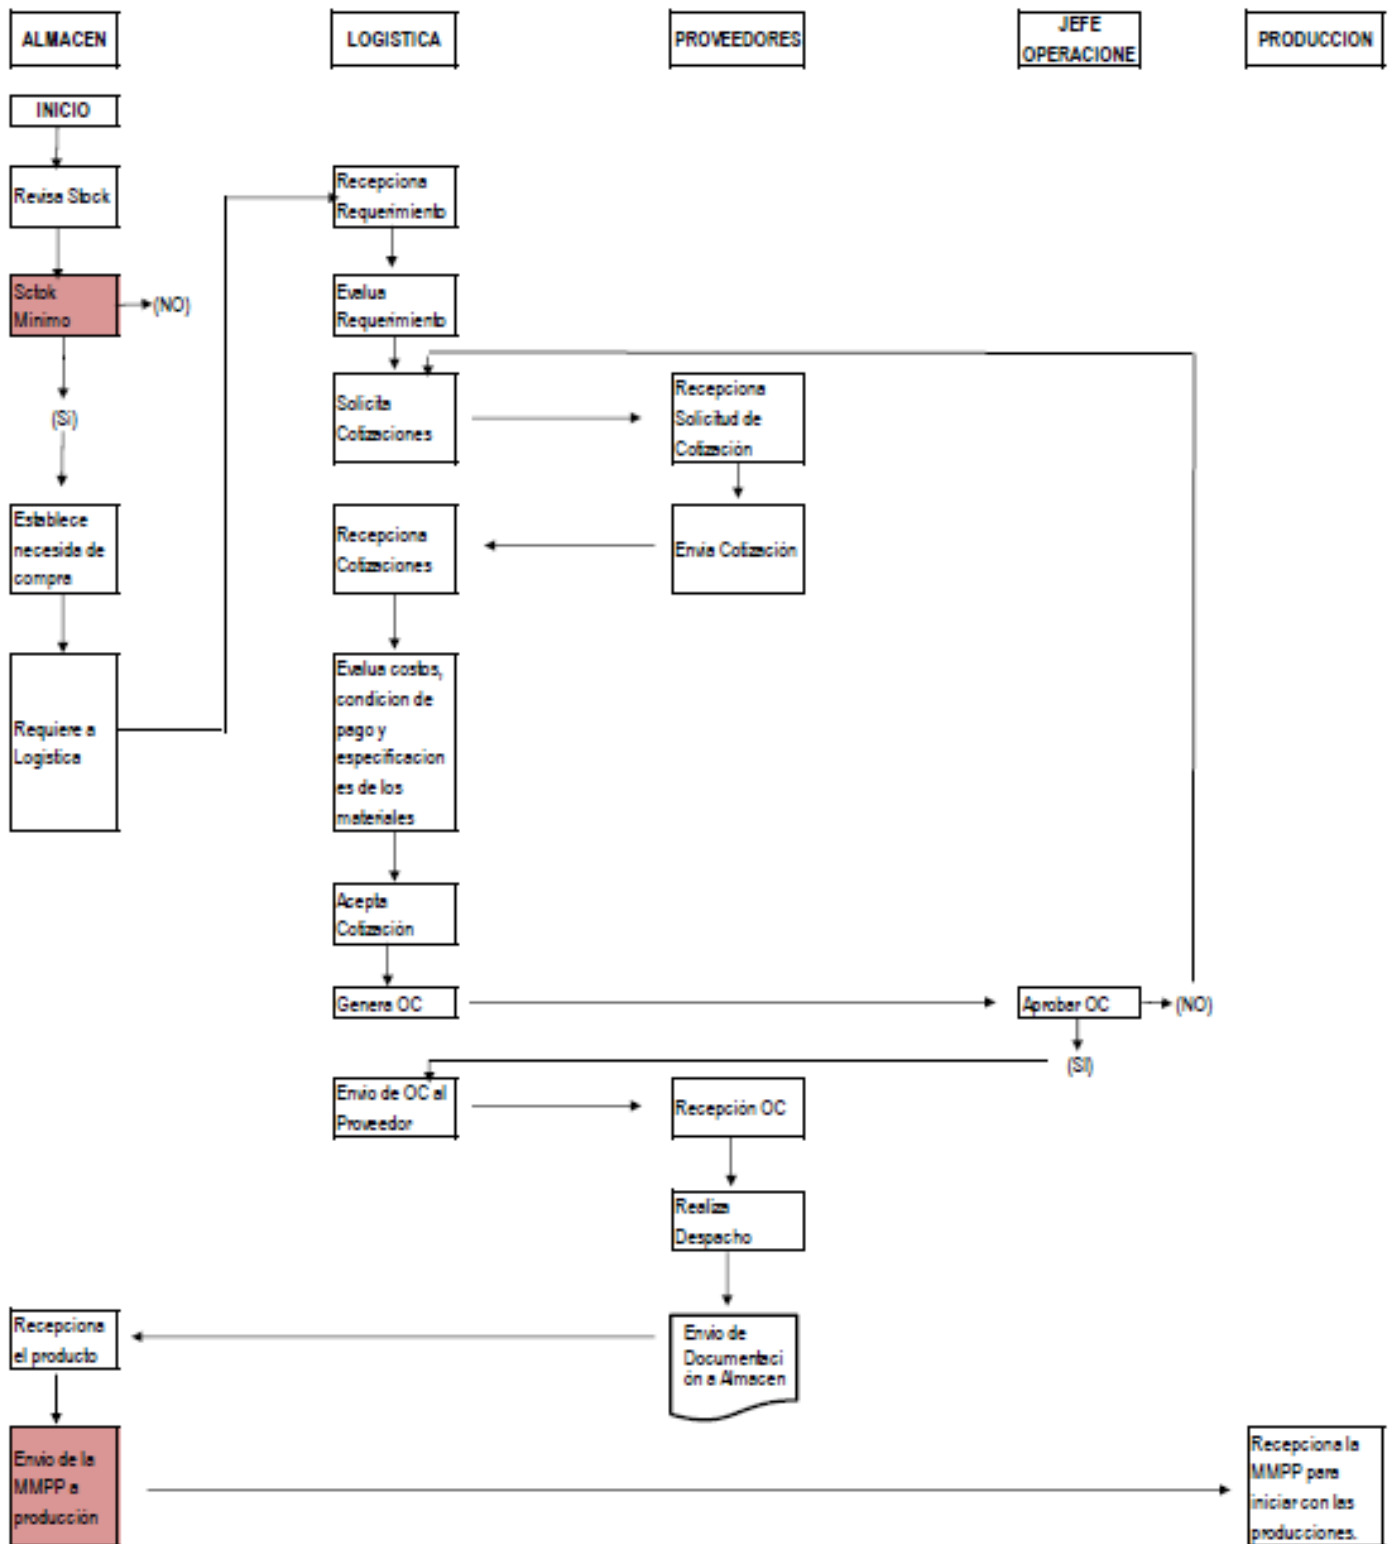 ALMACEN
LOGISTICA
PROVEEDORES
JEFE
OPERACIONE
PRODUCCION
INICIO
Revisa Stock
Recepciona
Requerimiento
Sctok
Minimo
(NO)
Evalua
Requerimiento
(Si)
Solicita
Cotizaciones
Recepciona
Solicitud de
Cotización
Establece
necesida de
compra
Recepciona
Cotizaciones
Envia Cotización
Requiere a
Logistica
Evalua costos,
condicion de
pago y
especificacion
es de los
materiales
Acepta
Cotización
Genera OC
Aprobar OC
(NO)
(SI)
Envio de OC al
Proveedor
Recepción OC
Realiza
Despacho
Recepciona
el producto
Envio de
Documentaci
ón a Almacen
Envio de la
MMPP a
producción
Recepciona la
MMPP para
iniciar con las
producciones.